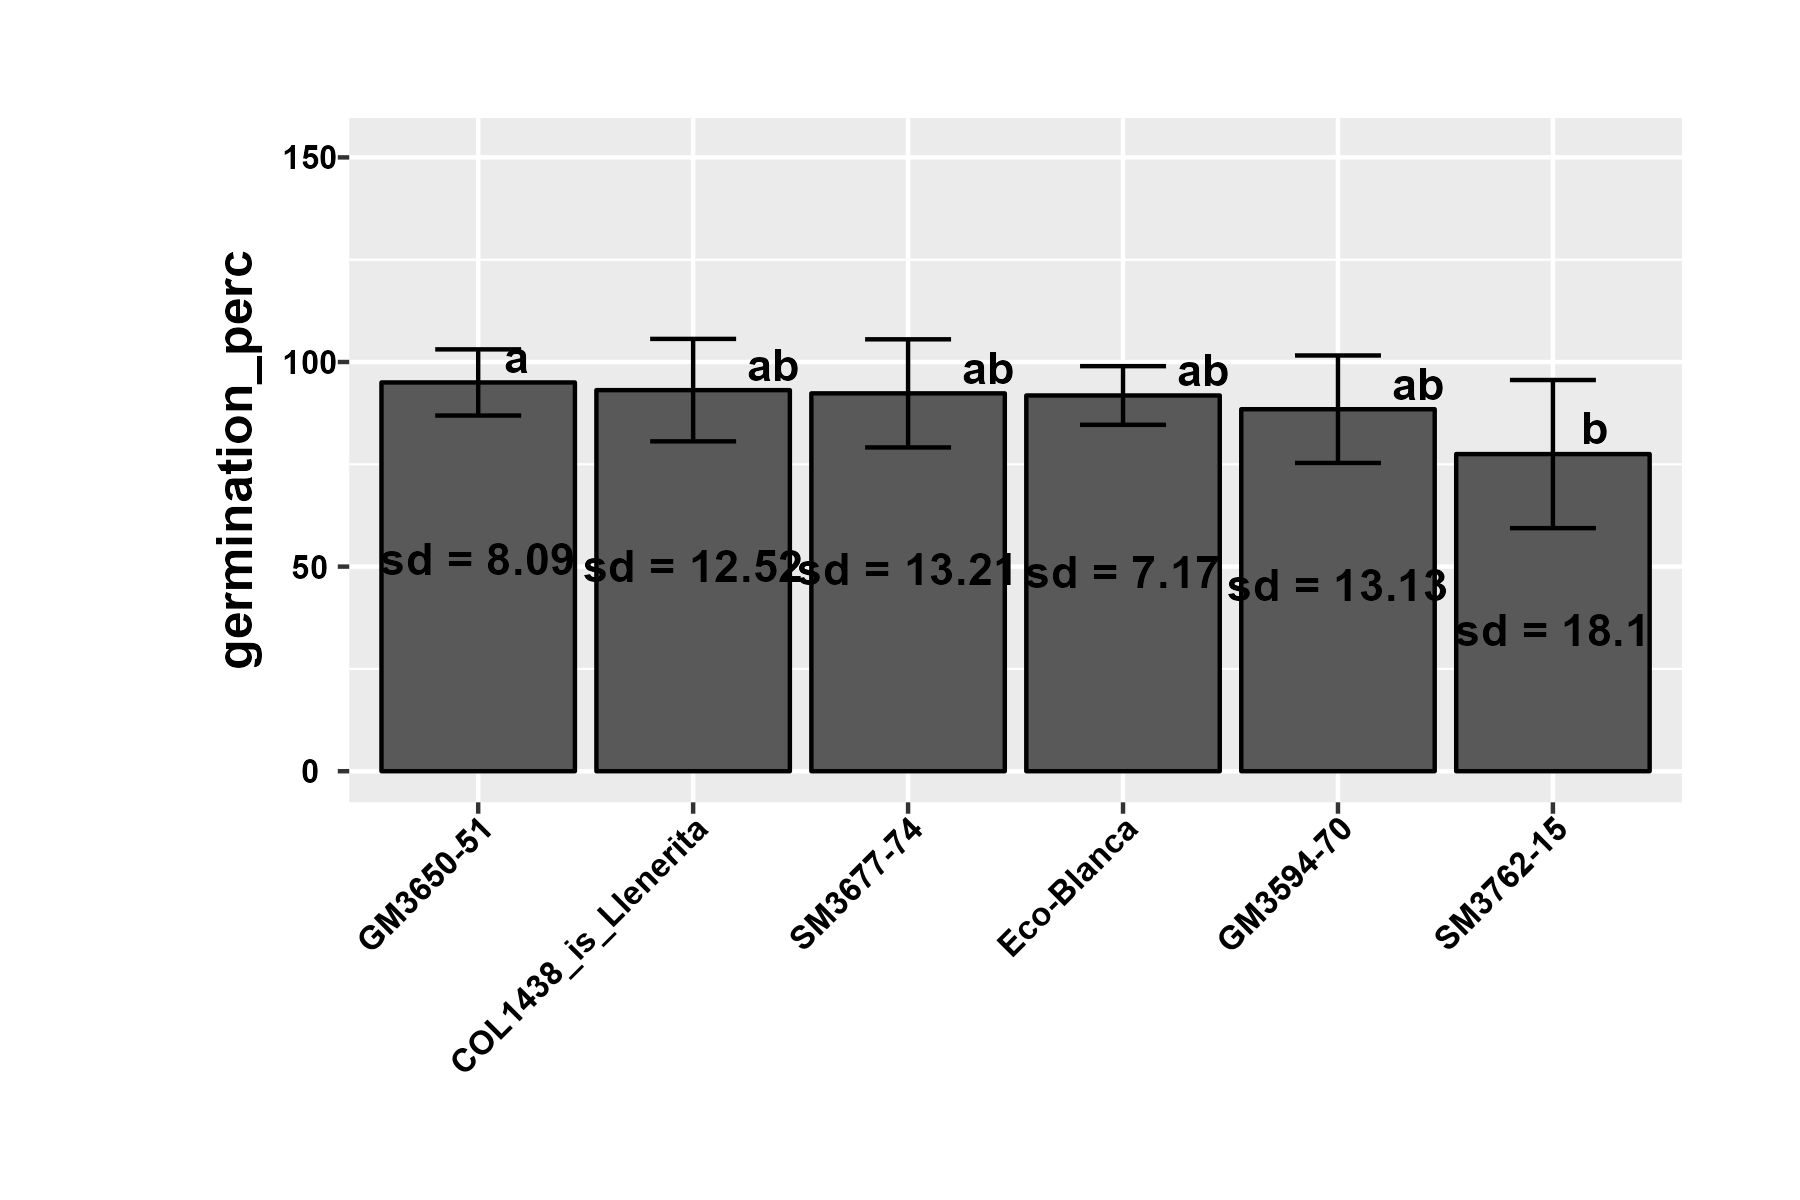 germination_perc
150
100
50
0
a
ab
ab
ab
ab
b
sd = 8.09
sd = 12.52
sd = 13.21
sd = 7.17
sd = 13.13
sd = 18.1
GM3650-51
COL1438_is_Llenerita
SM3677-74
Eco-Blanca
GM3594-70
SM3762-15